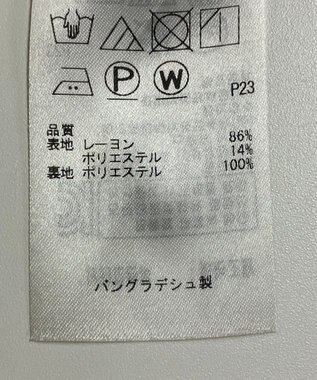 P W
P23
品質
表地 レーヨン 86%
ポリエステル 14%
裏地 ポリエステル 100%
バングラデシュ製